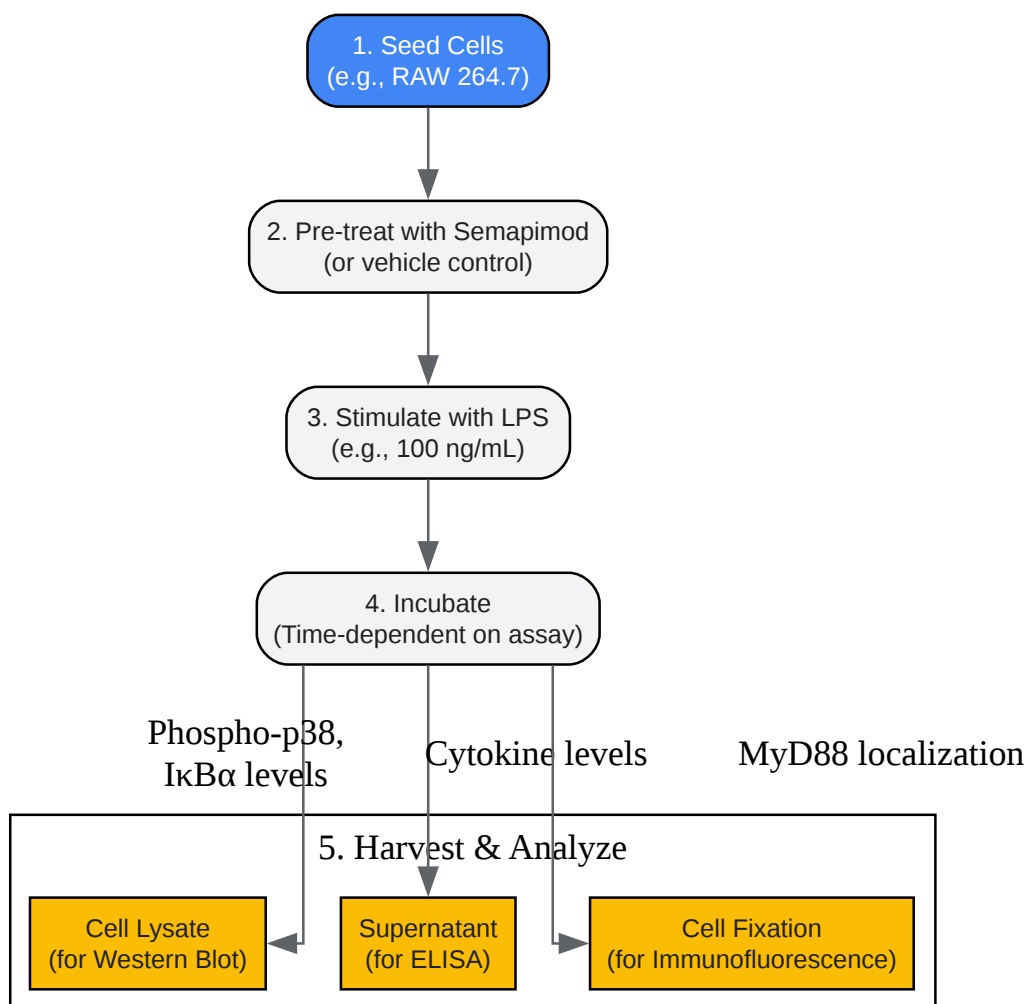 1. Seed Cells
(e.g., RAW 264.7)
2. Pre-treat with Semapimod
(or vehicle control)
3. Stimulate with LPS
(e.g., 100 ng/mL)
4. Incubate
(Time-dependent on assay)
Phospho-p38,
IκBα levels
Cytokine levels
MyD88 localization
5. Harvest & Analyze
Cell Lysate
(for Western Blot)
Supernatant
(for ELISA)
Cell Fixation
(for Immunofluorescence)